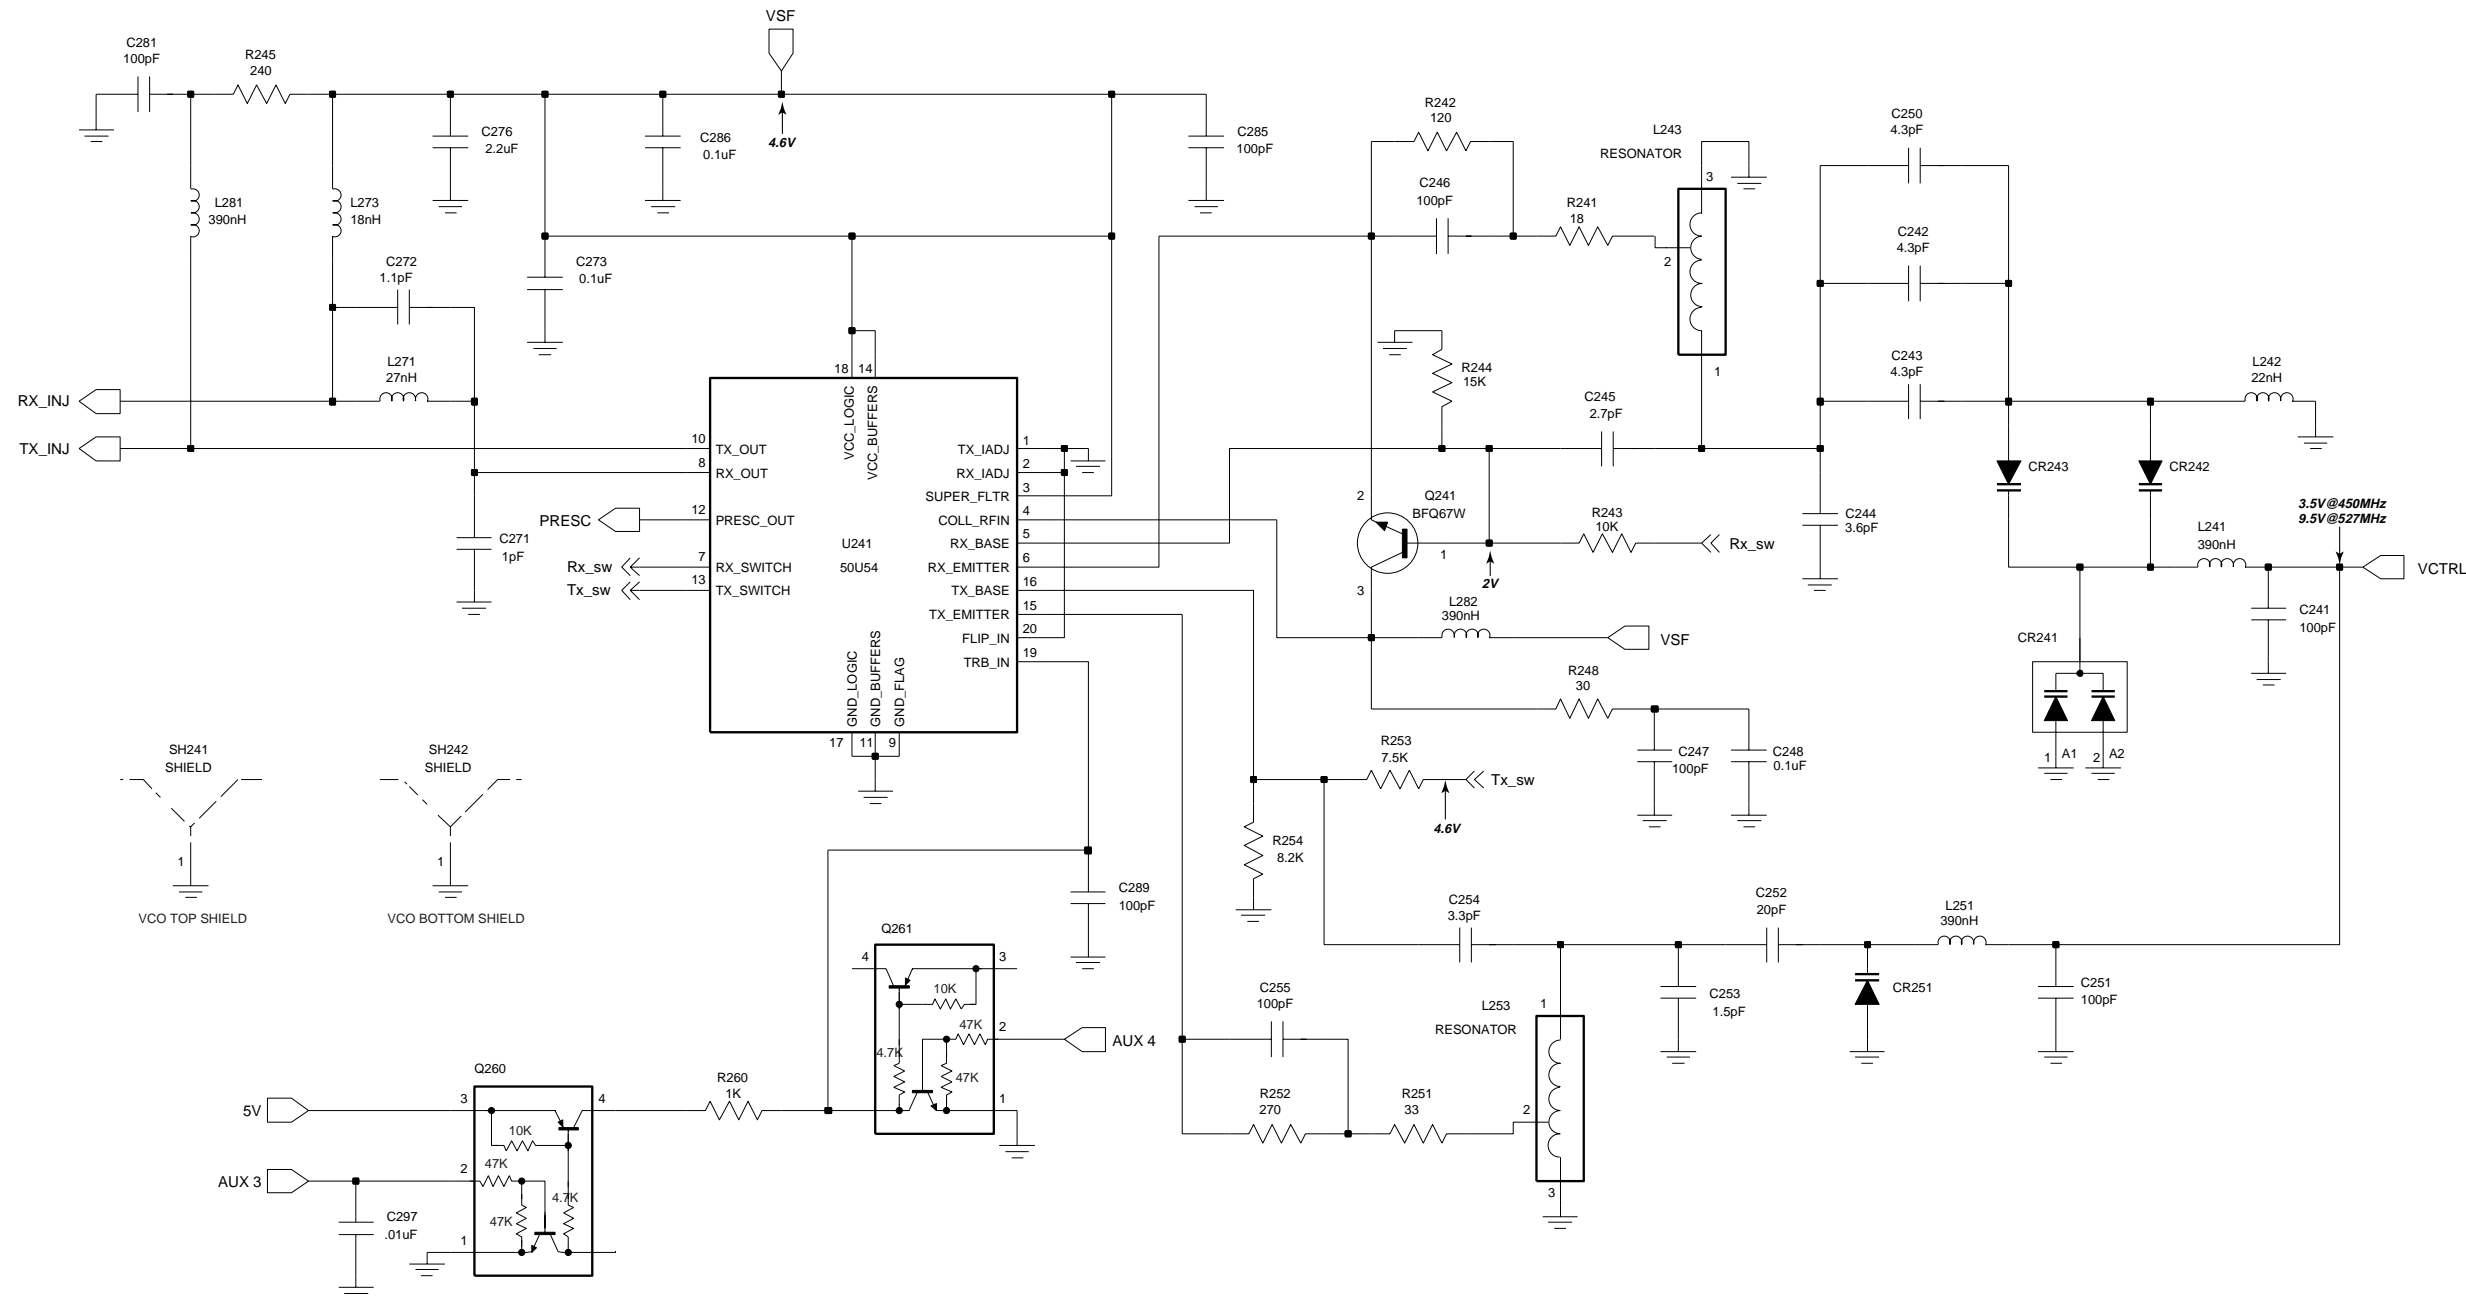 VSF
C281
100pF
R245
240
C276
2.2uF
C286
0.1uF
4.6V
C285
100pF
L281
390nH
L273
18nH
C272
1.1pF
C273
0.1uF
L271
27nH
RX_INJ
TX_INJ
C271
1pF
PRESC
Rx_sw
Tx_sw
18
14
VCC_LOGIC
VCC_BUFFERS
10
TX_OUT
8
RX_OUT
12
PRESC_OUT
7
RX_SWITCH
13
TX_SWITCH
U241
50U54
TX_IADJ
1
RX_IADJ
2
SUPER_FLTR
3
COLL_RFIN
4
RX_BASE
5
RX_EMITTER
6
TX_BASE
16
TX_EMITTER
15
FLIP_IN
20
TRB_IN
19
GND_LOGIC
GND_BUFFERS
GND_FLAG
17
11
9
R242
120
C246
100pF
R241
18
L243
RESONATOR
3
2
1
R244
15K
C245
2.7pF
Q241
BFQ67W
2
1
3
R243
10K
Rx_sw
2V
L282
390nH
VSF
R248
30
C247
100pF
C248
0.1uF
C250
4.3pF
C242
4.3pF
C243
4.3pF
L242
22nH
C244
3.6pF
CR243
CR242
3.5V@450MHz
9.5V@527MHz
L241
390nH
VCTRL
C241
100pF
CR241
1
A1
2
A2
R253
7.5K
Tx_sw
4.6V
R254
8.2K
SH241
SHIELD
1
VCO TOP SHIELD
SH242
SHIELD
1
VCO BOTTOM SHIELD
C289
100pF
C254
3.3pF
C252
20pF
L251
390nH
C253
1.5pF
CR251
C251
100pF
Q261
4
3
10K
47K
2
AUX 4
4.7K
47K
1
C255
100pF
L253
RESONATOR
1
2
3
R252
270
R251
33
Q260
5V
3
4
10K
R260
1K
AUX 3
2
47K
4.7K
47K
1
C297
.01uF